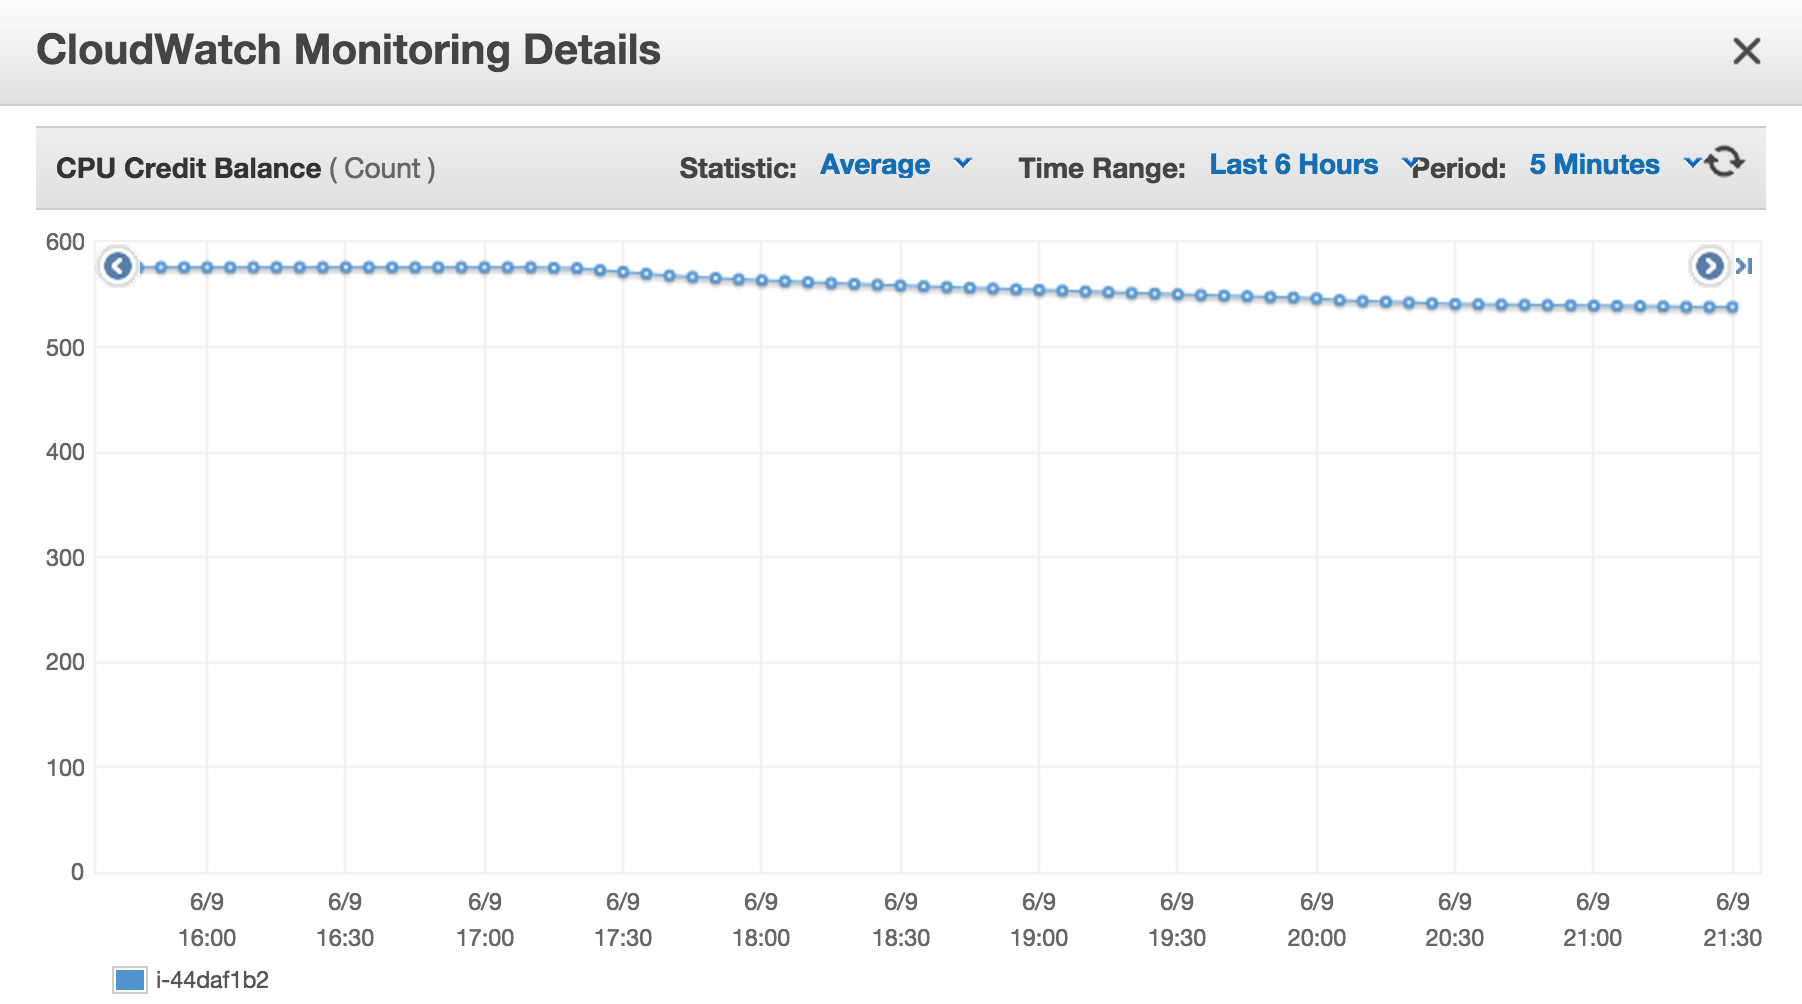 CloudWatch Monitoring Details
CPU Credit Balance ( Count ) Statistic: Average Time Range: Last 6 Hours Period: 5 Minutes
600
500
400
300
200
100
0
6/9 6/9 6/9 6/9 6/9 6/9 6/9 6/9 6/9 6/9 6/9 6/9
16:00 16:30 17:00 17:30 18:00 18:30 19:00 19:30 20:00 20:30 21:00 21:30
i-44daf1b2